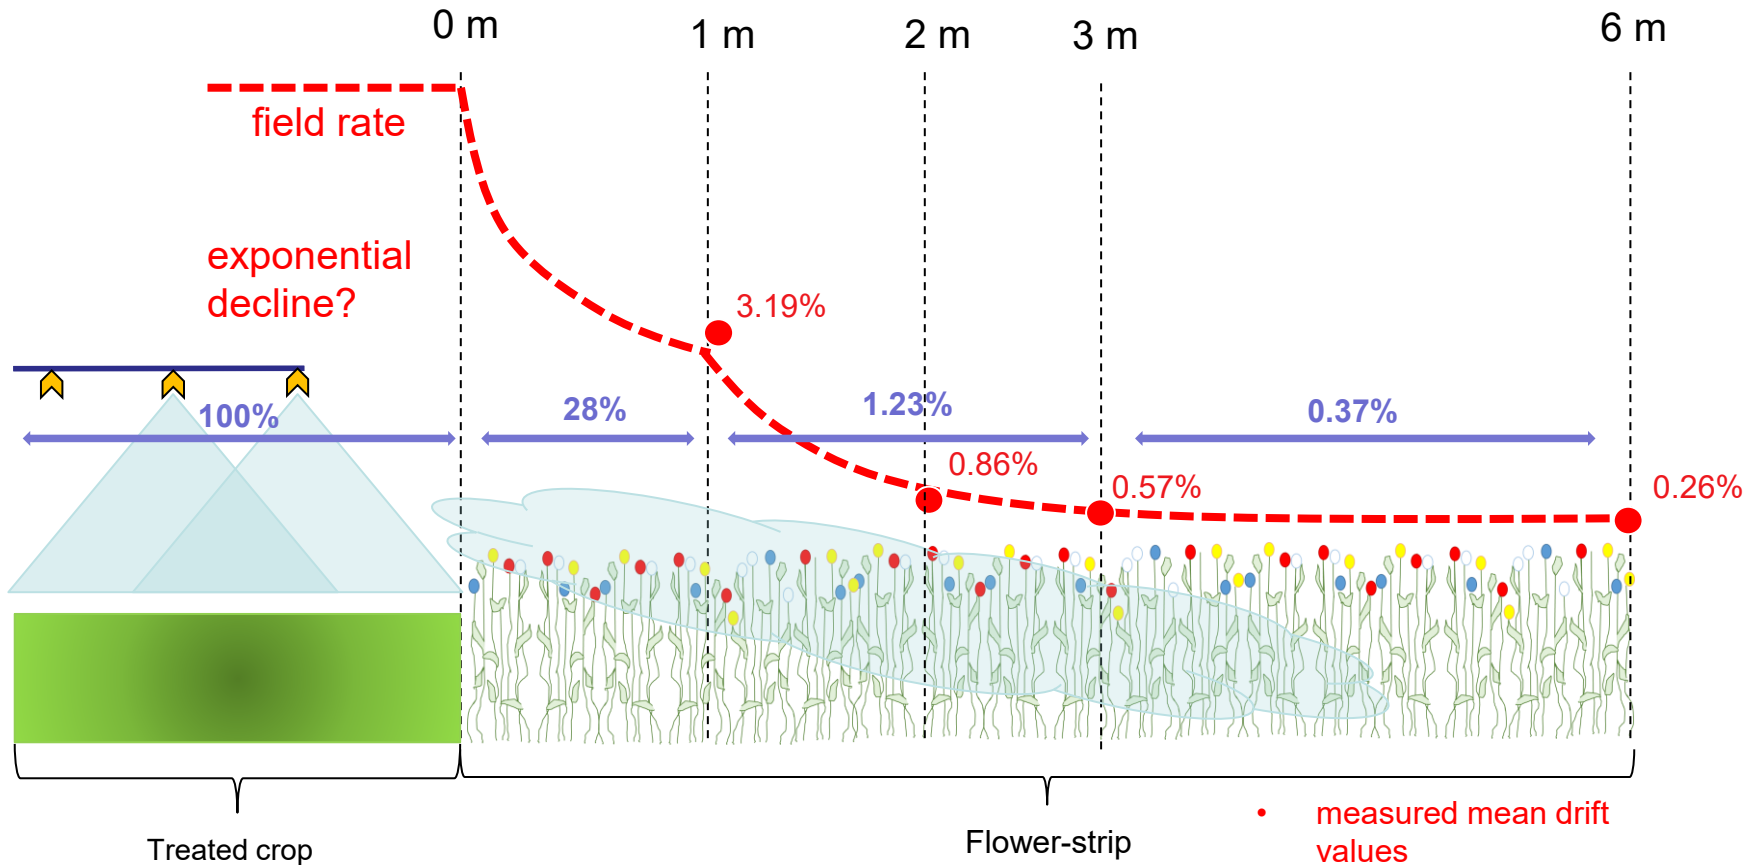 0 m
1 m
2 m
3 m
6 m
field rate
exponential
decline?
3.19%
100%
28%
1.23%
0.37%
0.86%
0.57%
0.26%
Treated crop
Flower-strip
• measured mean drift
values